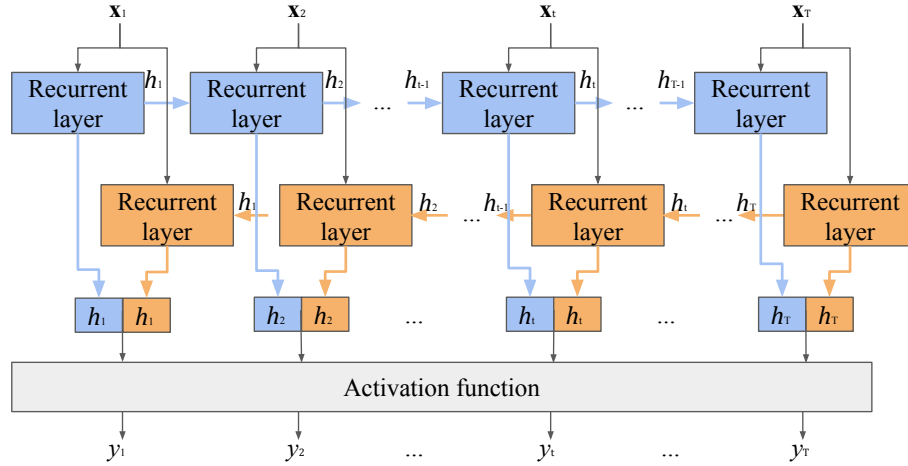 x1 x2 xt xT
Recurrent layer h1 Recurrent layer h2 ... ht-1 Recurrent layer ht ... hT-1 Recurrent layer
Recurrent layer h1 Recurrent layer h2 ... ht-1 Recurrent layer ht ... hT Recurrent layer
h1 h1 h2 h2 ... ht ht ... hT hT
Activation function
y1 y2 ... yt ... yT